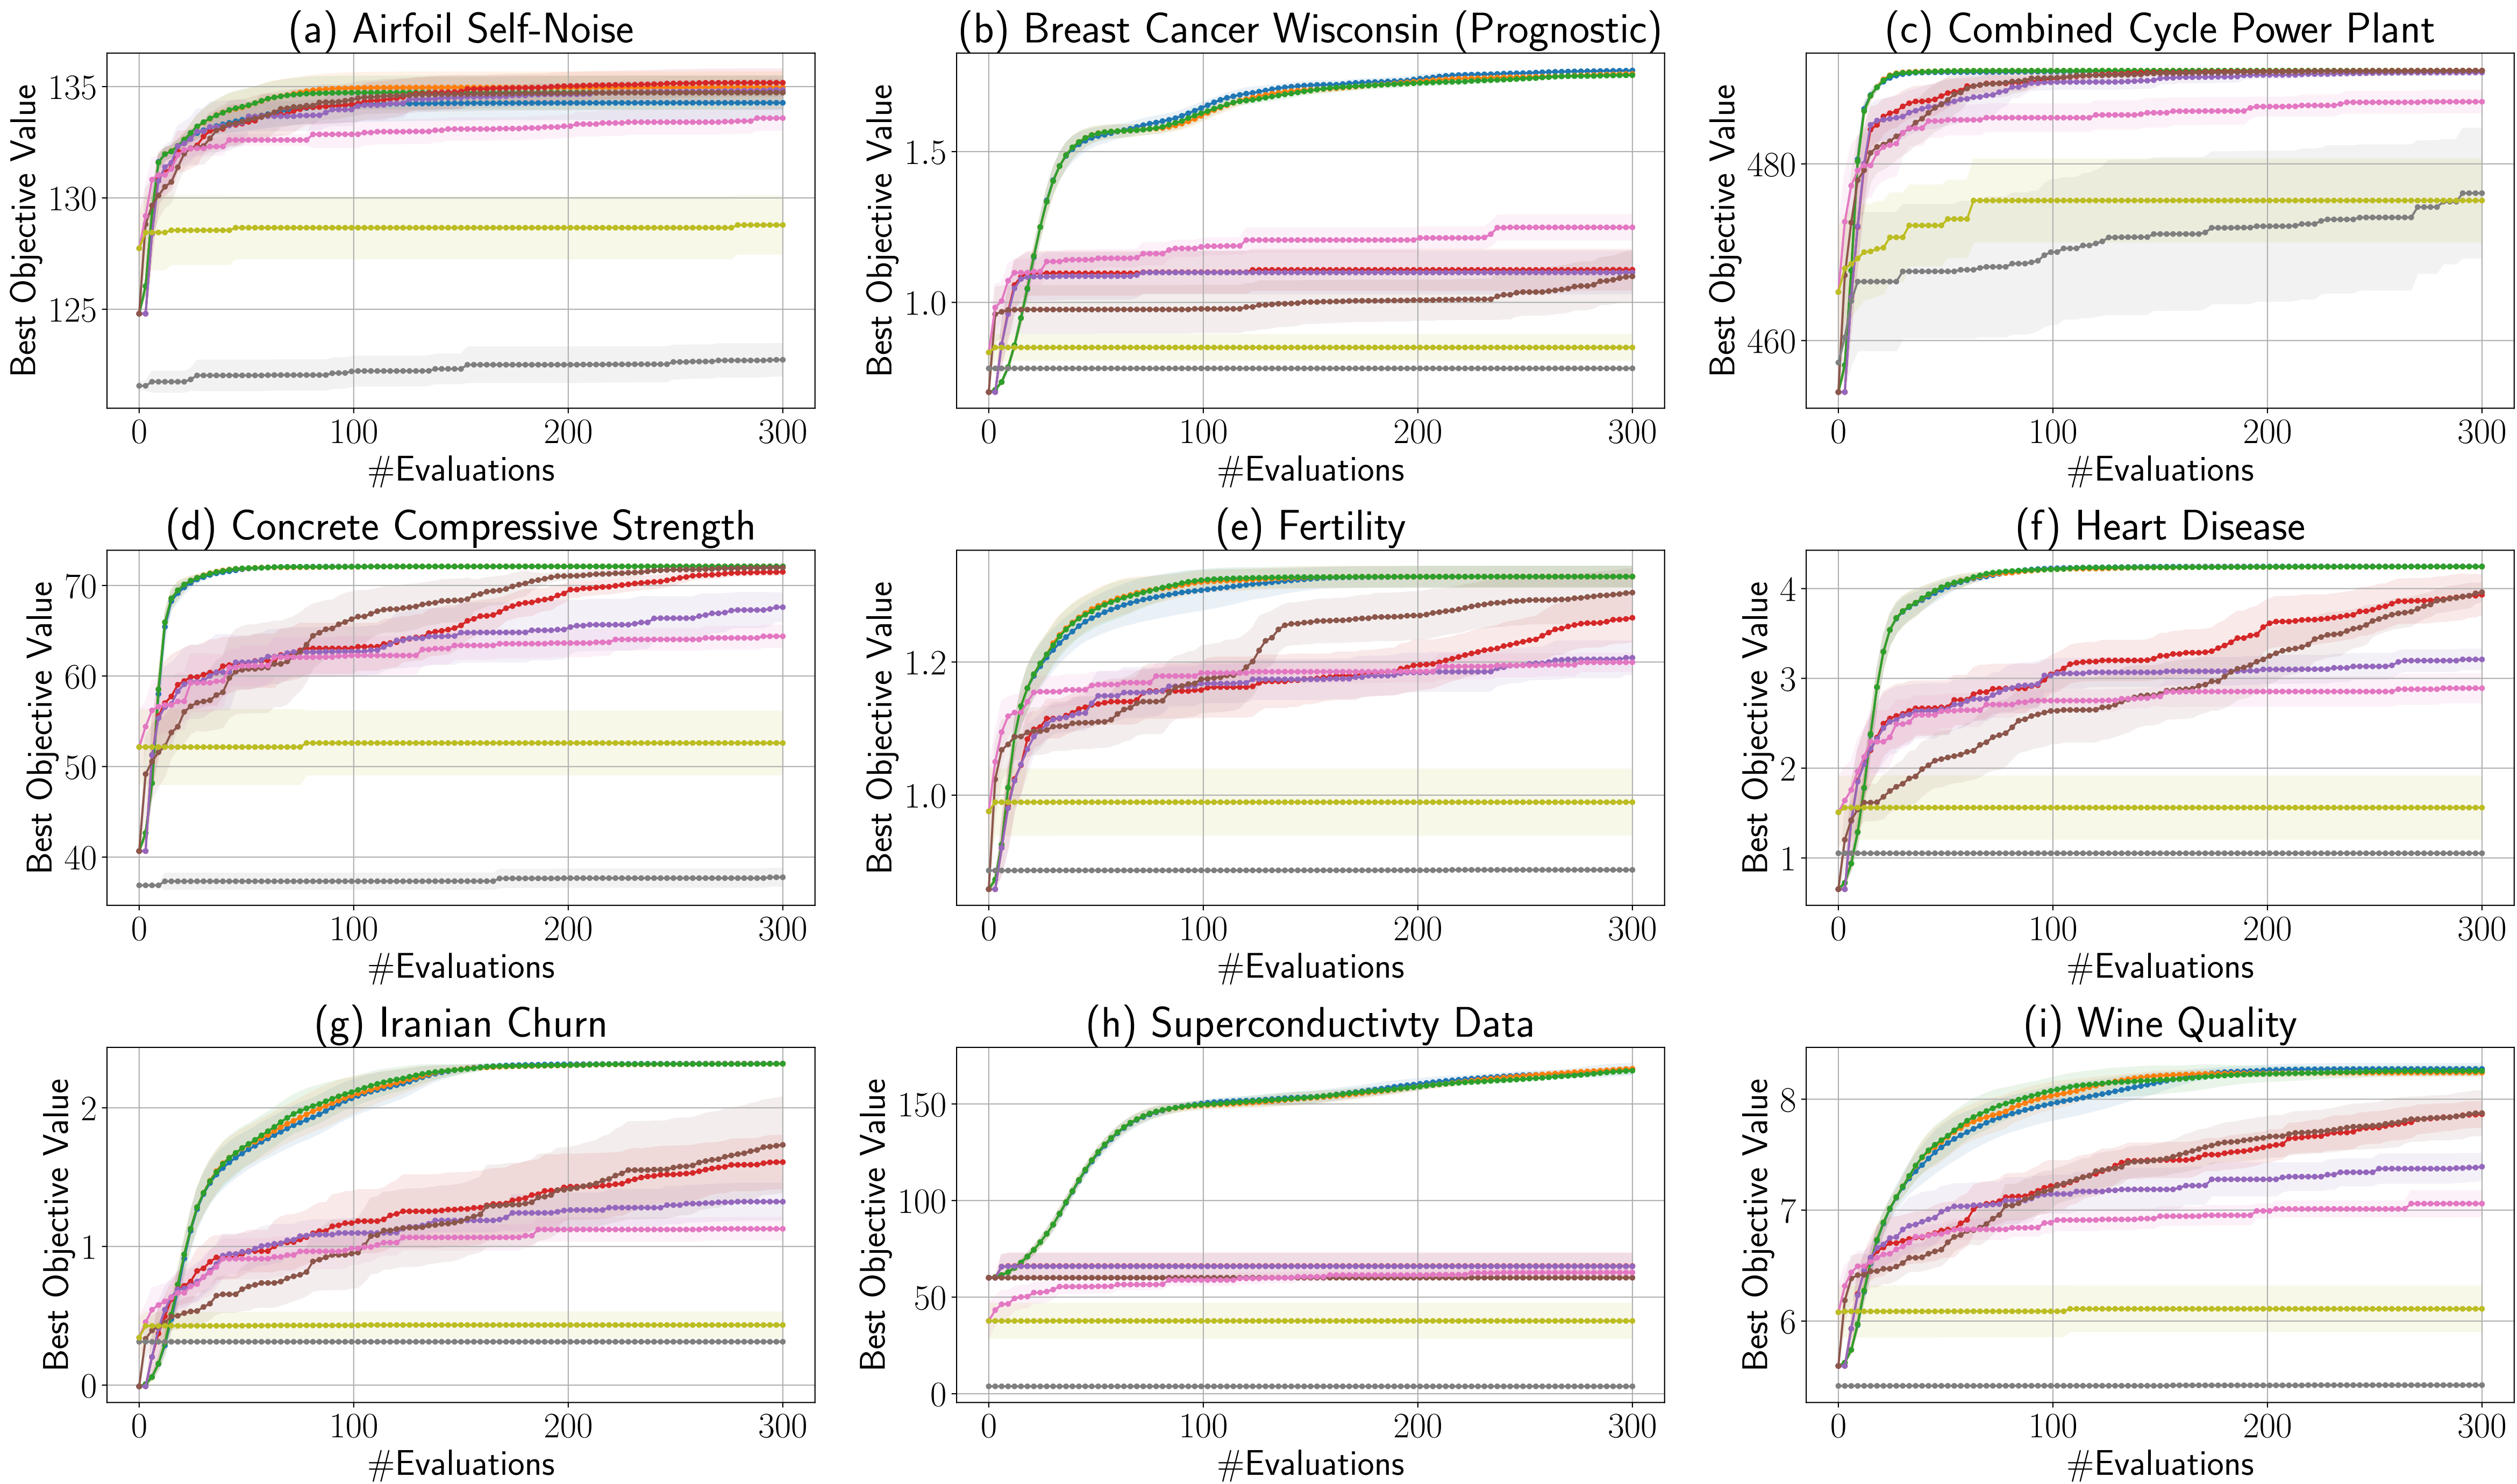 (a) Airfoil Self-Noise
Best Objective Value
135
130
125
0 100 200 300
#Evaluations
(b) Breast Cancer Wisconsin (Prognostic)
Best Objective Value
1.5
1.0
0 100 200 300
#Evaluations
(c) Combined Cycle Power Plant
Best Objective Value
480
460
0 100 200 300
#Evaluations
(d) Concrete Compressive Strength
Best Objective Value
70
60
50
40
0 100 200 300
#Evaluations
(e) Fertility
Best Objective Value
1.2
1.0
0 100 200 300
#Evaluations
(f) Heart Disease
Best Objective Value
4
3
2
1
0 100 200 300
#Evaluations
(g) Iranian Churn
Best Objective Value
2
1
0
0 100 200 300
#Evaluations
(h) Superconductivty Data
Best Objective Value
150
100
50
0
0 100 200 300
#Evaluations
(i) Wine Quality
Best Objective Value
8
7
6
0 100 200 300
#Evaluations